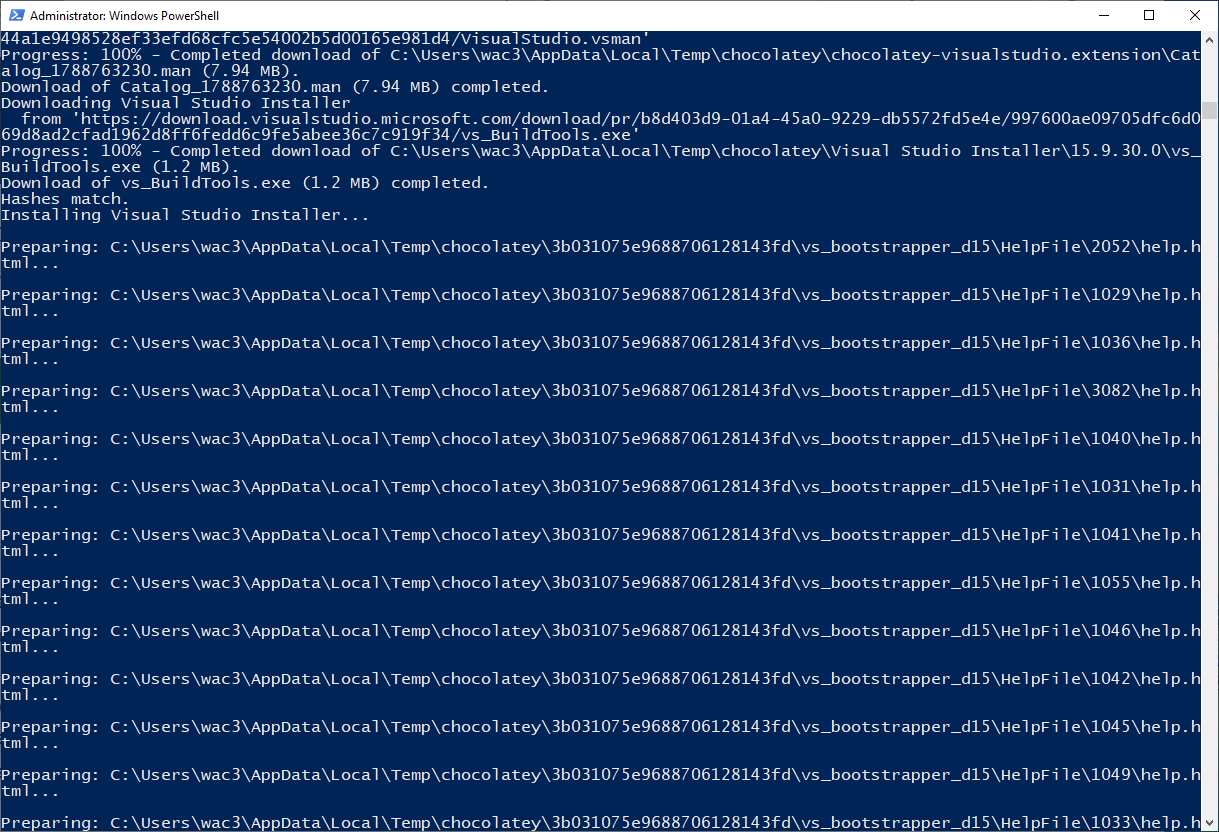 Administrator: Windows PowerShell
44a1e9498528ef33efd68cfc5e54002b5d00165e981d4/VisualStudio.vsman'
Progress: 100% - Completed download of C:\Users\wac3\AppData\Local\Temp\chocolatey\chocolatey-visualstudio.extension\Cat
alog_1788763230.man (7.94 MB).
Download of Catalog_1788763230.man (7.94 MB) completed.
Downloading Visual Studio Installer
  from 'https://download.visualstudio.microsoft.com/download/pr/b8d403d9-01a4-45a0-9229-db5572fd5e4e/997600ae09705dfc6d0
69d8ad2cfad1962d8ff6fedd6c9fe5abee36c7c919f34/vs_BuildTools.exe'
Progress: 100% - Completed download of C:\Users\wac3\AppData\Local\Temp\chocolatey\Visual Studio Installer\15.9.30.0\vs_
BuildTools.exe (1.2 MB).
Download of vs_BuildTools.exe (1.2 MB) completed.
Hashes match.
Installing Visual Studio Installer...
Preparing: C:\Users\wac3\AppData\Local\Temp\chocolatey\3b031075e9688706128143fd\vs_bootstrapper_d15\HelpFile\2052\help.h
tml...
Preparing: C:\Users\wac3\AppData\Local\Temp\chocolatey\3b031075e9688706128143fd\vs_bootstrapper_d15\HelpFile\1029\help.h
tml...
Preparing: C:\Users\wac3\AppData\Local\Temp\chocolatey\3b031075e9688706128143fd\vs_bootstrapper_d15\HelpFile\1036\help.h
tml...
Preparing: C:\Users\wac3\AppData\Local\Temp\chocolatey\3b031075e9688706128143fd\vs_bootstrapper_d15\HelpFile\3082\help.h
tml...
Preparing: C:\Users\wac3\AppData\Local\Temp\chocolatey\3b031075e9688706128143fd\vs_bootstrapper_d15\HelpFile\1040\help.h
tml...
Preparing: C:\Users\wac3\AppData\Local\Temp\chocolatey\3b031075e9688706128143fd\vs_bootstrapper_d15\HelpFile\1031\help.h
tml...
Preparing: C:\Users\wac3\AppData\Local\Temp\chocolatey\3b031075e9688706128143fd\vs_bootstrapper_d15\HelpFile\1041\help.h
tml...
Preparing: C:\Users\wac3\AppData\Local\Temp\chocolatey\3b031075e9688706128143fd\vs_bootstrapper_d15\HelpFile\1055\help.h
tml...
Preparing: C:\Users\wac3\AppData\Local\Temp\chocolatey\3b031075e9688706128143fd\vs_bootstrapper_d15\HelpFile\1046\help.h
tml...
Preparing: C:\Users\wac3\AppData\Local\Temp\chocolatey\3b031075e9688706128143fd\vs_bootstrapper_d15\HelpFile\1042\help.h
tml...
Preparing: C:\Users\wac3\AppData\Local\Temp\chocolatey\3b031075e9688706128143fd\vs_bootstrapper_d15\HelpFile\1045\help.h
tml...
Preparing: C:\Users\wac3\AppData\Local\Temp\chocolatey\3b031075e9688706128143fd\vs_bootstrapper_d15\HelpFile\1049\help.h
tml...
Preparing: C:\Users\wac3\AppData\Local\Temp\chocolatey\3b031075e9688706128143fd\vs_bootstrapper_d15\HelpFile\1033\help.h